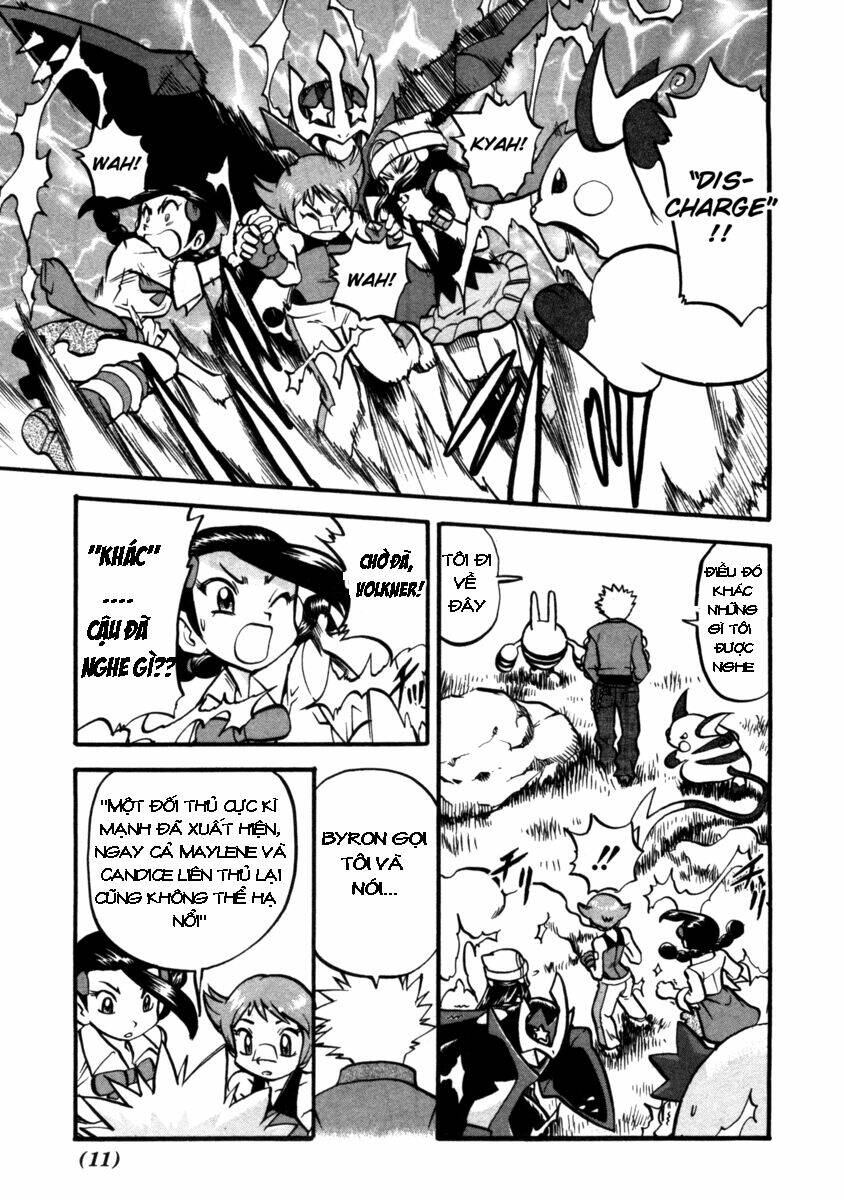 "DIS-
CHARGE"
!!
KYAH!
WAH!
WAH!
ĐIỀU ĐÓ
KHÁC
NHỮNG
GÌ TÔI
ĐƯỢC
NGHE
TÔI ĐI
VỀ
ĐÂY
!!
CHỜ ĐÃ,
VOLKNER!
"KHÁC"
....
CẬU ĐÃ
NGHE GÌ??
BYRON GỌI
TÔI VÀ
NÓI...
"MỘT ĐỐI THỦ CỰC KÌ
MẠNH ĐÃ XUẤT HIỆN,
NGAY CẢ MAYLENE VÀ
CANDICE LIÊN THỦ LẠI
CŨNG KHÔNG THỂ HẠ
NỔI"
(11)